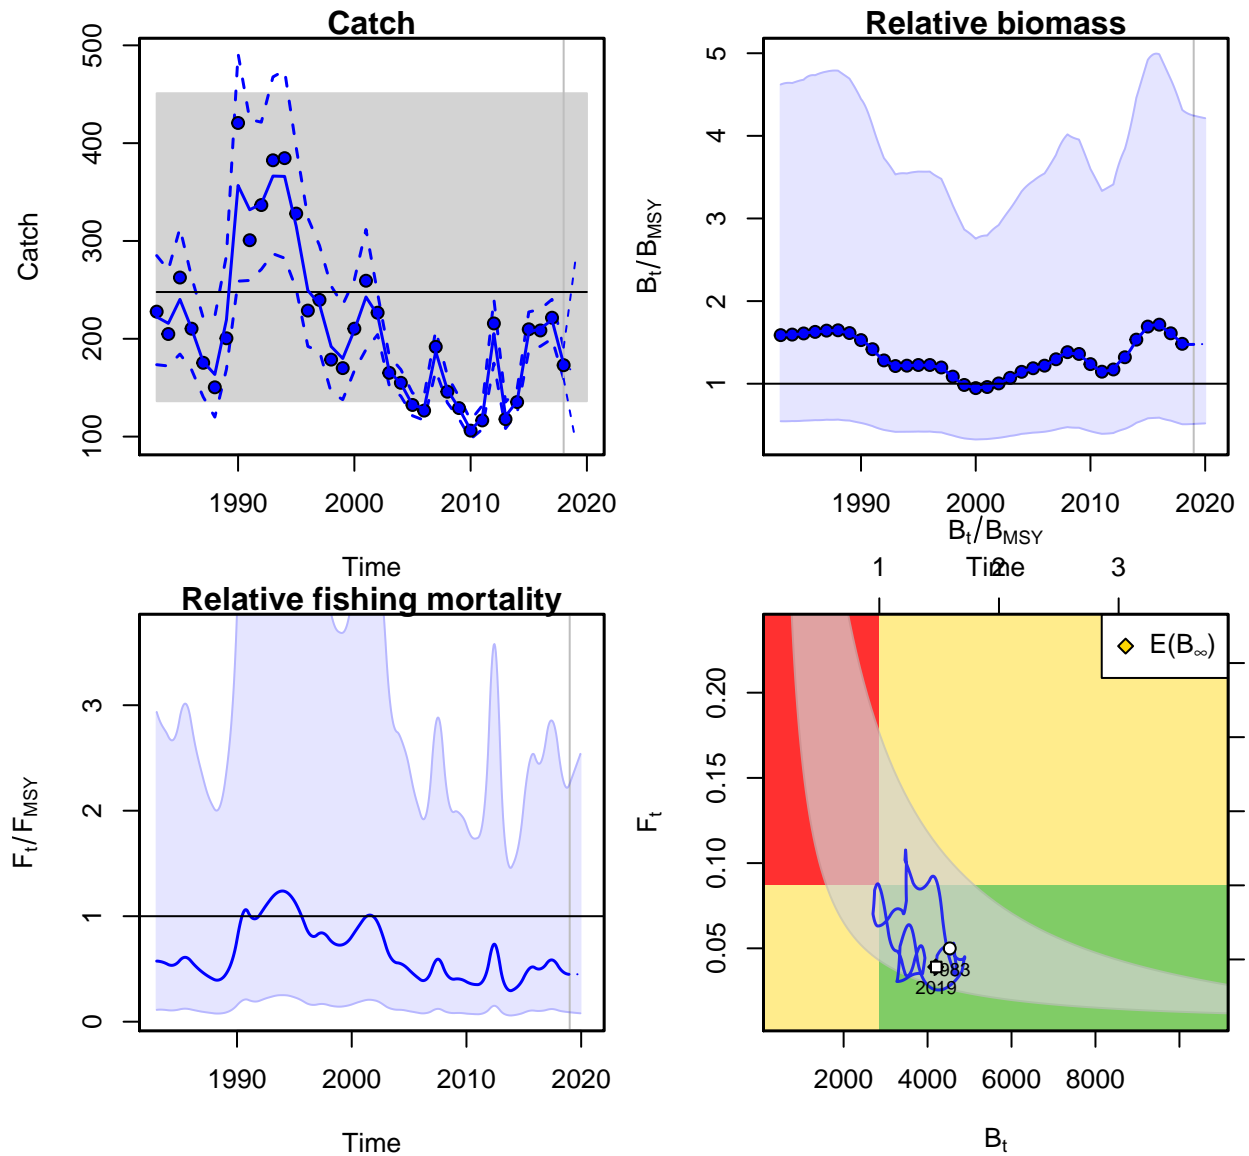 Catch
500
400
300
200
100
Catch
1990 2000 2010 2020
Time
Relative biomass
5
4
3
2
1
Bt/BMSY
1990 2000 2010 2020
Time
Relative fishing mortality
3
2
1
0
Ft/FMSY
1990 2000 2010 2020
Time
Bt/BMSY
1 2 3
E(B∞)
0.20
0.15
0.10
0.05
Ft
1983
2019
2000 4000 6000 8000
Bt